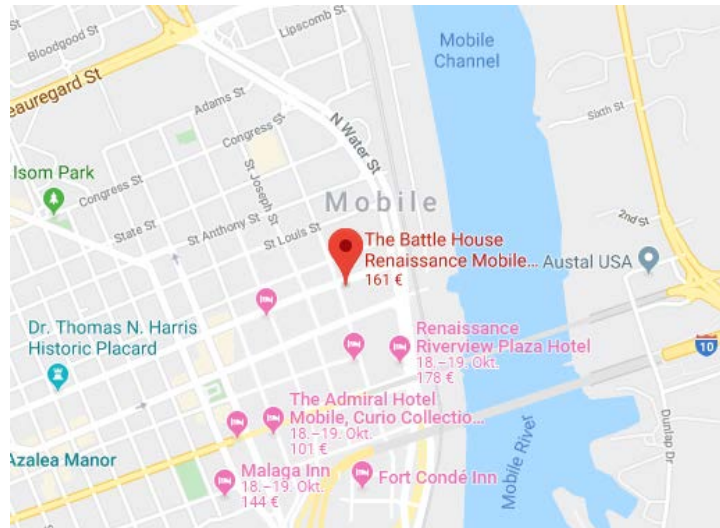 Lipscomb St
Bloodgood St
Mobile
Channel
eauregard St
Adams St
Sixth St
N Water St
Congress St
lsom Park
Congress St
St Joseph St
Mobile
2nd St
State St
St Anthony St
St Louis St
The Battle House
Renaissance Mobile...
161 €
Austal USA
Dr. Thomas N. Harris
Historic Placard
Renaissance
Riverview Plaza Hotel
18.–19. Okt.
178 €
10
The Admiral Hotel
Mobile, Curio Collectio...
18.–19. Okt.
101 €
Dunlap Dr
Azalea Manor
Malaga Inn
18.–19. Okt.
144 €
Fort Condé Inn
Mobile River